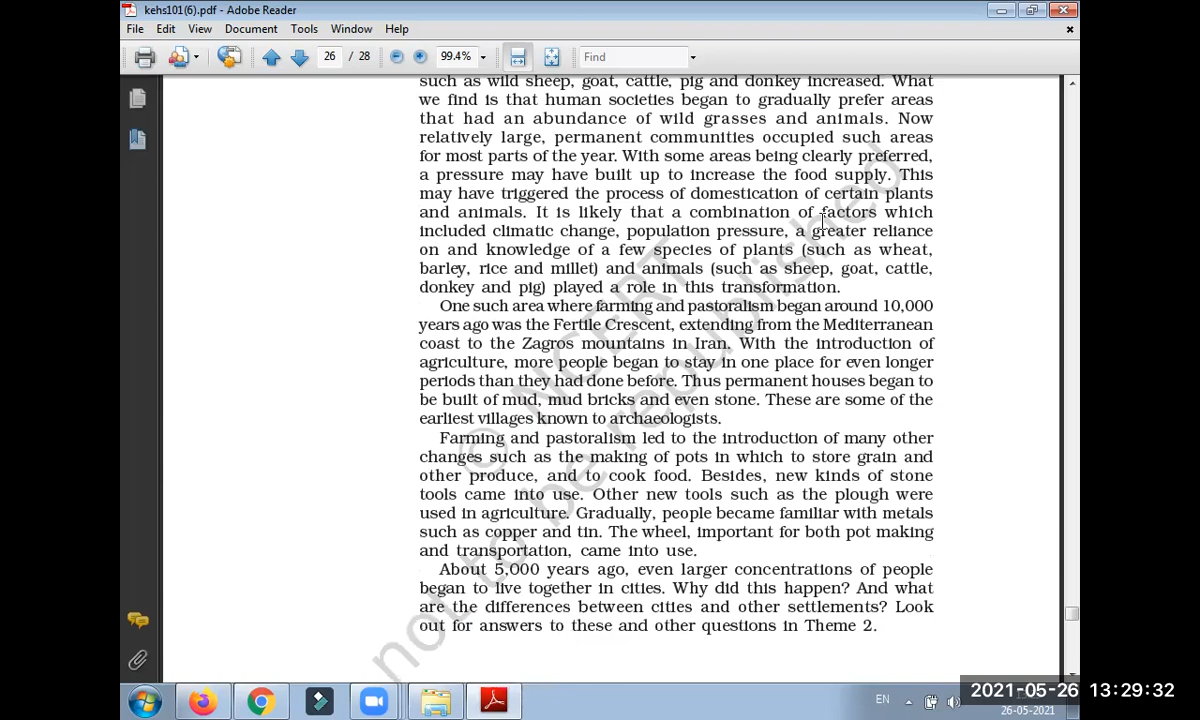 kehs101(6).pdf - Adobe Reader
File Edit View Document Tools Window Help
26 / 28 99.4% Find
such as wild sheep, goat, cattle, pig and donkey increased. What
we find is that human societies began to gradually prefer areas
that had an abundance of wild grasses and animals. Now
relatively large, permanent communities occupied such areas
for most parts of the year. With some areas being clearly preferred,
a pressure may have built up to increase the food supply. This
may have triggered the process of domestication of certain plants
and animals. It is likely that a combination of factors which
included climatic change, population pressure, a greater reliance
on and knowledge of a few species of plants (such as wheat,
barley, rice and millet) and animals (such as sheep, goat, cattle,
donkey and pig) played a role in this transformation.
One such area where farming and pastoralism began around 10,000
years ago was the Fertile Crescent, extending from the Mediterranean
coast to the Zagros mountains in Iran. With the introduction of
agriculture, more people began to stay in one place for even longer
periods than they had done before. Thus permanent houses began to
be built of mud, mud bricks and even stone. These are some of the
earliest villages known to archaeologists.
Farming and pastoralism led to the introduction of many other
changes such as the making of pots in which to store grain and
other produce, and to cook food. Besides, new kinds of stone
tools came into use. Other new tools such as the plough were
used in agriculture. Gradually, people became familiar with metals
such as copper and tin. The wheel, important for both pot making
and transportation, came into use.
About 5,000 years ago, even larger concentrations of people
began to live together in cities. Why did this happen? And what
are the differences between cities and other settlements? Look
out for answers to these and other questions in Theme 2.
© NCERT
not to be republished
EN
2021-05-26 13:29:32
26-05-2021